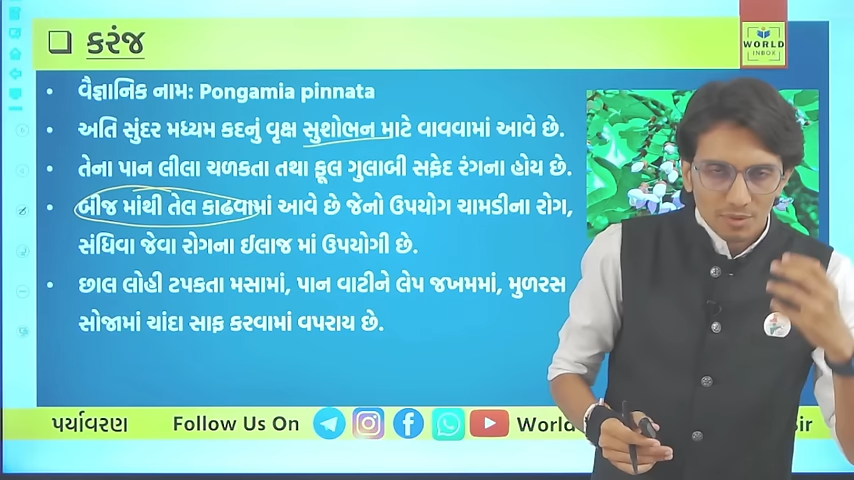 કરંજ
WORLD
INBOX
વૈજ્ઞાનિક નામ: Pongamia pinnata
અતિ સુંદર મધ્યમ કદનું વૃક્ષ સુશોભન માટે વાવવામાં આવે છે.
તેના પાન લીલા ચળકતા તથા ફૂલ ગુલાબી સફેદ રંગના હોય છે.
બીજ માંથી તેલ કાઢવામાં આવે છે જેનો ઉપયોગ ચામડીના રોગ,
સંધિવા જેવા રોગના ઈલાજ માં ઉપયોગી છે.
છાલ લોહી ટપકતા મસામાં, પાન વાટીને લેપ જખમમાં, મુળરસ
સોજામાં ચાંદા સાફ કરવામાં વપરાય છે.
પર્યાવરણ Follow Us On World